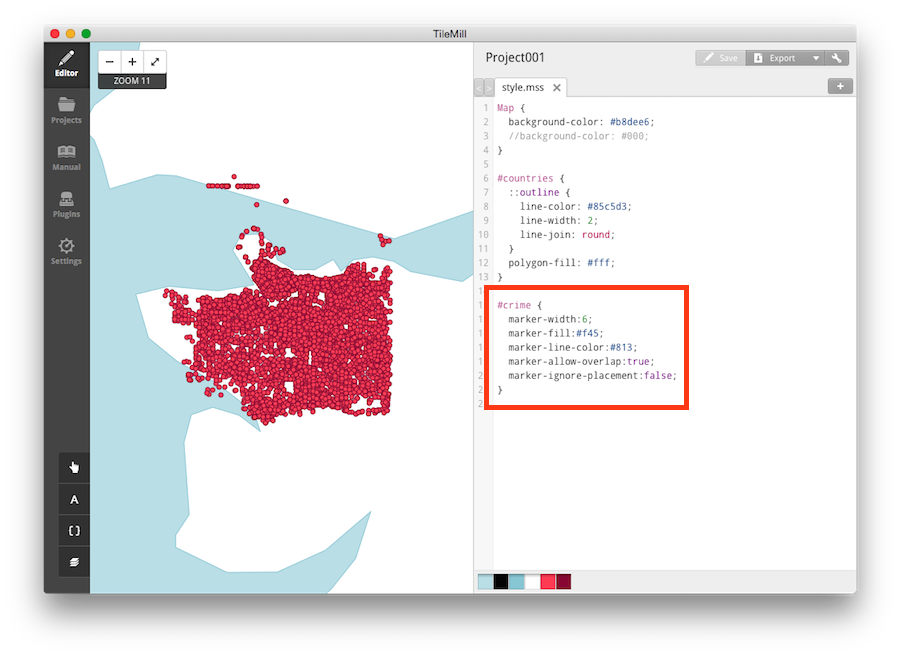 TileMill
Editor
Projects
Manual
Plugins
Settings
ZOOM 11
A
Project001
Save
Export
style.mss
1 Map {
2 background-color: #b8dee6;
3 //background-color: #000;
4 }
5
6 #countries {
7 ::outline {
8 line-color: #85c5d3;
9 line-width: 2;
10 line-join: round;
11 }
12 polygon-fill: #fff;
13 }
1
1 #crime {
1 marker-width:6;
1 marker-fill:#f45;
1 marker-line-color:#813;
1 marker-allow-overlap:true;
2 marker-ignore-placement:false;
2 }
2